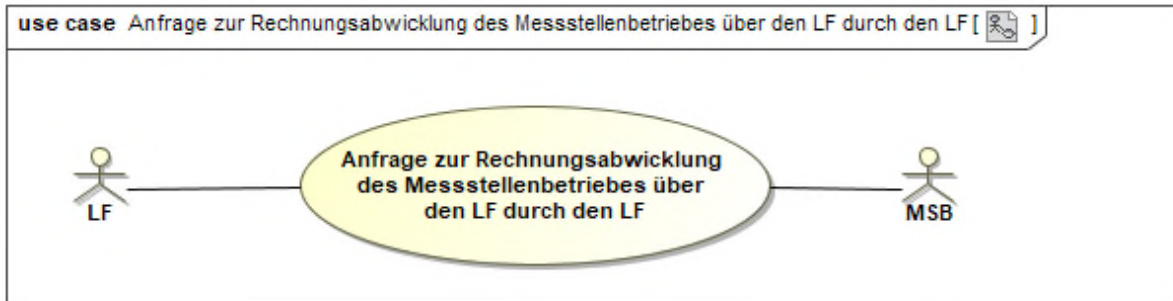 use case Anfrage zur Rechnungsabwicklung des Messstellenbetriebes über den LF durch den LF [ ]
Anfrage zur Rechnungsabwicklung
des Messstellenbetriebes über
den LF durch den LF
LF
MSB